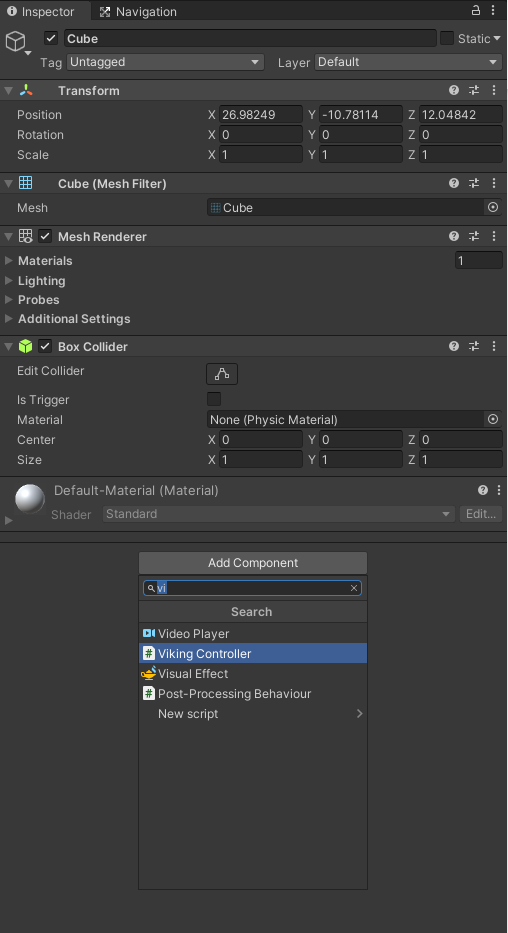 Inspector Navigation
Cube Static
Tag Untagged Layer Default
Transform
Position X 26.98249 Y -10.78114 Z 12.04842
Rotation X 0 Y 0 Z 0
Scale X 1 Y 1 Z 1
Cube (Mesh Filter)
Mesh Cube
Mesh Renderer
Materials 1
Lighting
Probes
Additional Settings
Box Collider
Edit Collider
Is Trigger
Material None (Physic Material)
Center X 0 Y 0 Z 0
Size X 1 Y 1 Z 1
Default-Material (Material)
Shader Standard Edit...
Add Component
vi
Search
Video Player
# Viking Controller
Visual Effect
# Post-Processing Behaviour
New script